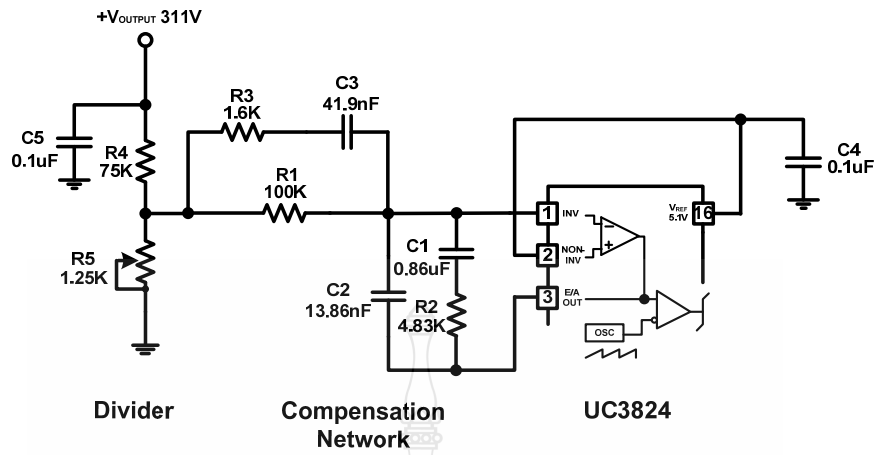 +VOUTPUT 311V
C5
0.1uF
R4
75K
R5
1.25K
R3
1.6K
C3
41.9nF
R1
100K
C2
13.86nF
C1
0.86uF
R2
4.83K
1
INV
2
NON-
INV
3
E/A
OUT
VREF
5.1V
16
OSC
C4
0.1uF
Divider
Compensation
Network
UC3824